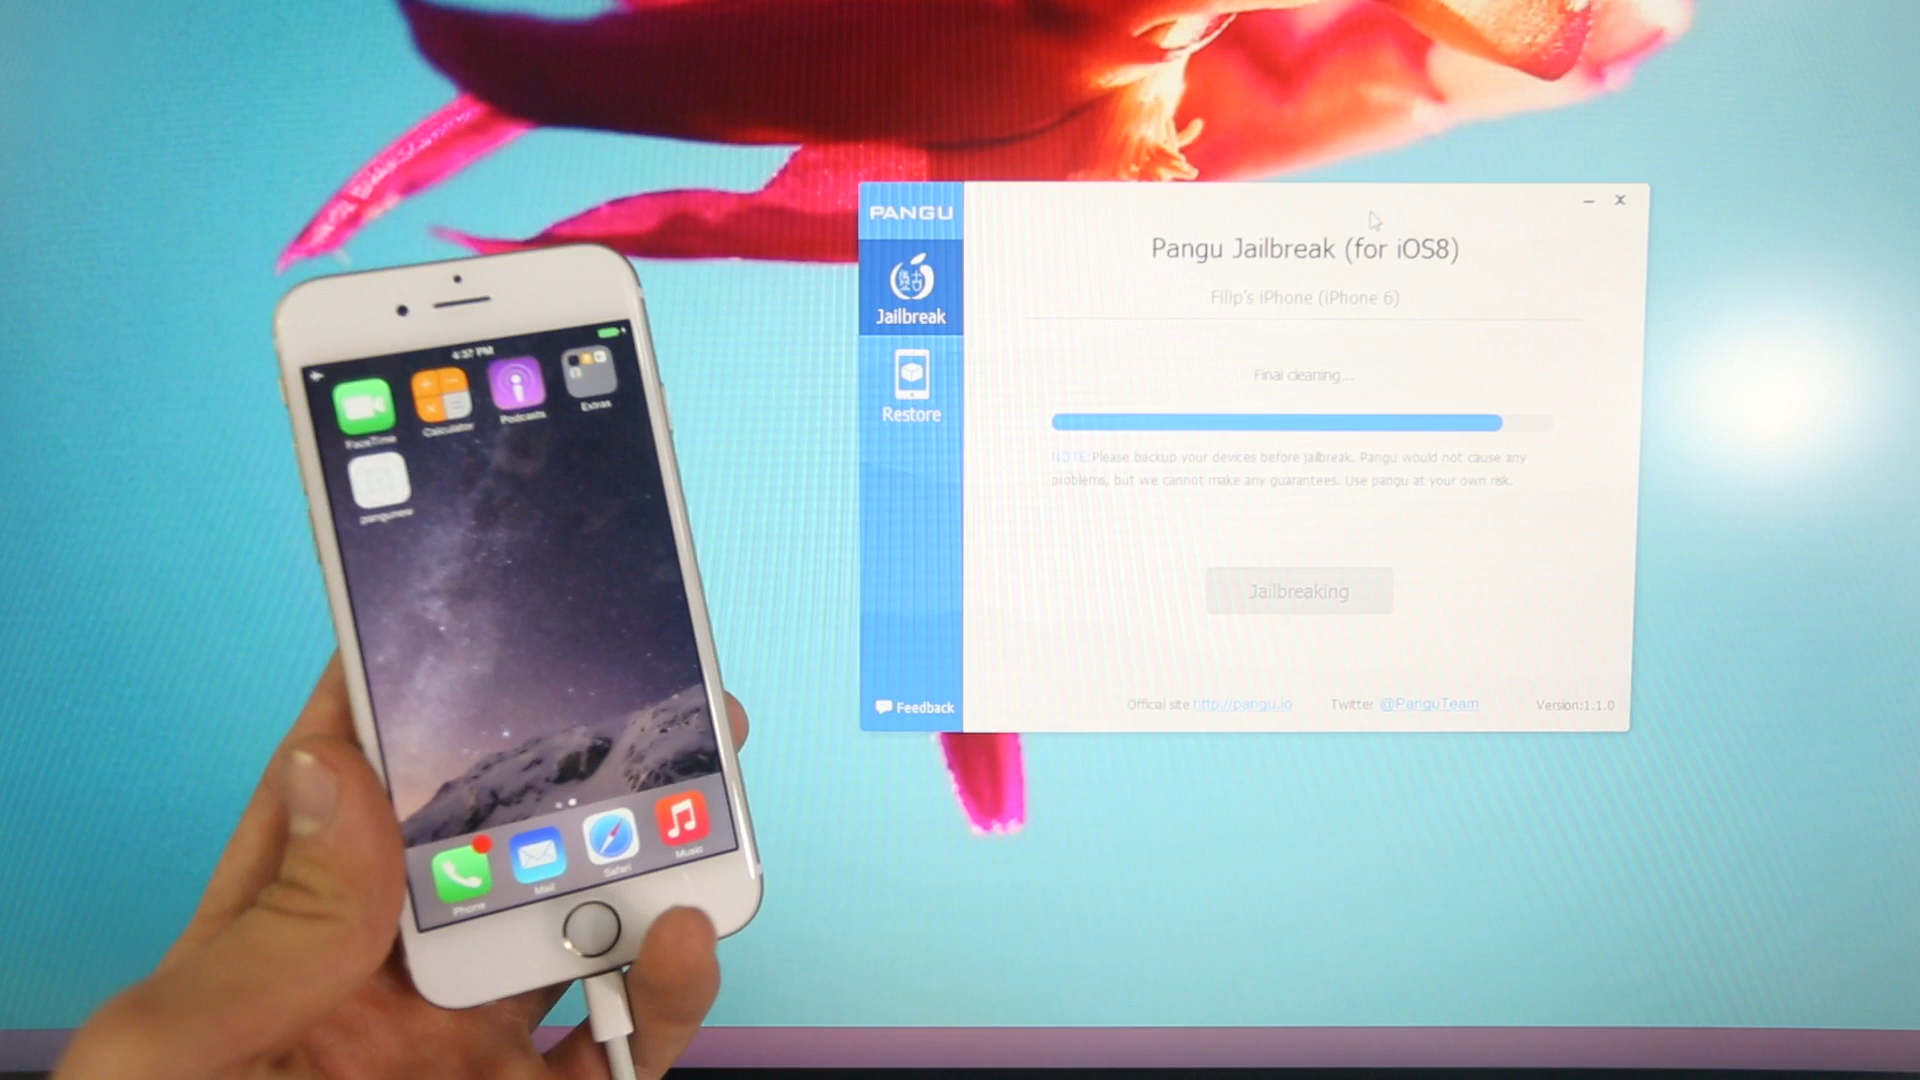 4:37 PM
FaceTime
Calculator
Podcasts
Extras
pangunew
Phone
Mail
Safari
Music
PANGU
盤古
Jailbreak
Restore
Feedback
Pangu Jailbreak (for iOS8)
Filip's iPhone (iPhone 6)
Final cleaning...
NOTE:Please backup your devices before jailbreak. Pangu would not cause any
problems, but we cannot make any guarantees. Use pangu at your own risk.
Jailbreaking
Official site http://pangu.io Twitter @PanguTeam Version:1.1.0